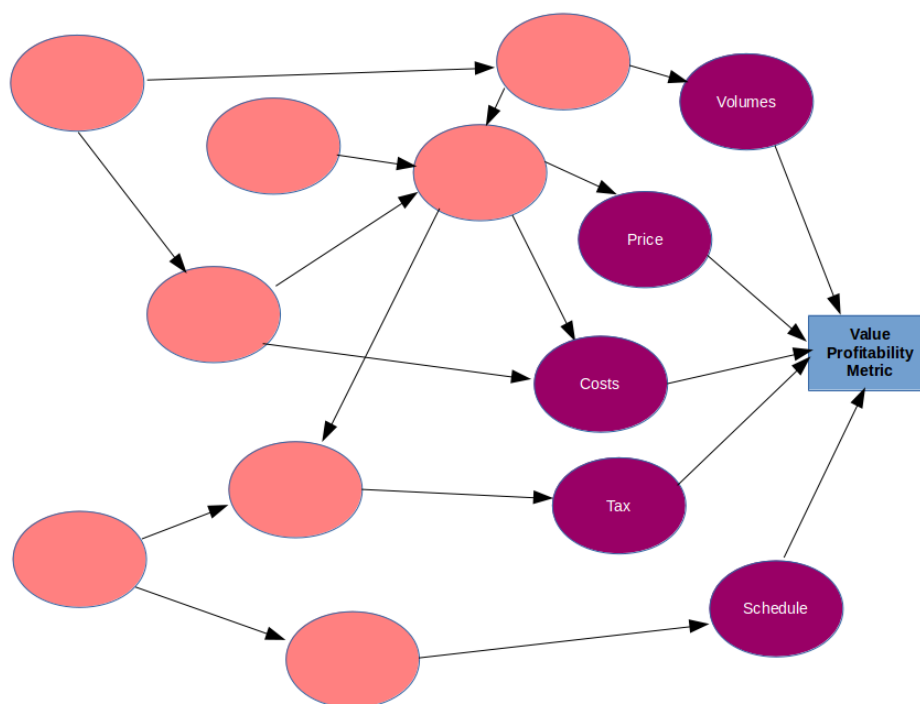 Volumes
Price
Value
Profitability
Metric
Costs
Tax
Schedule